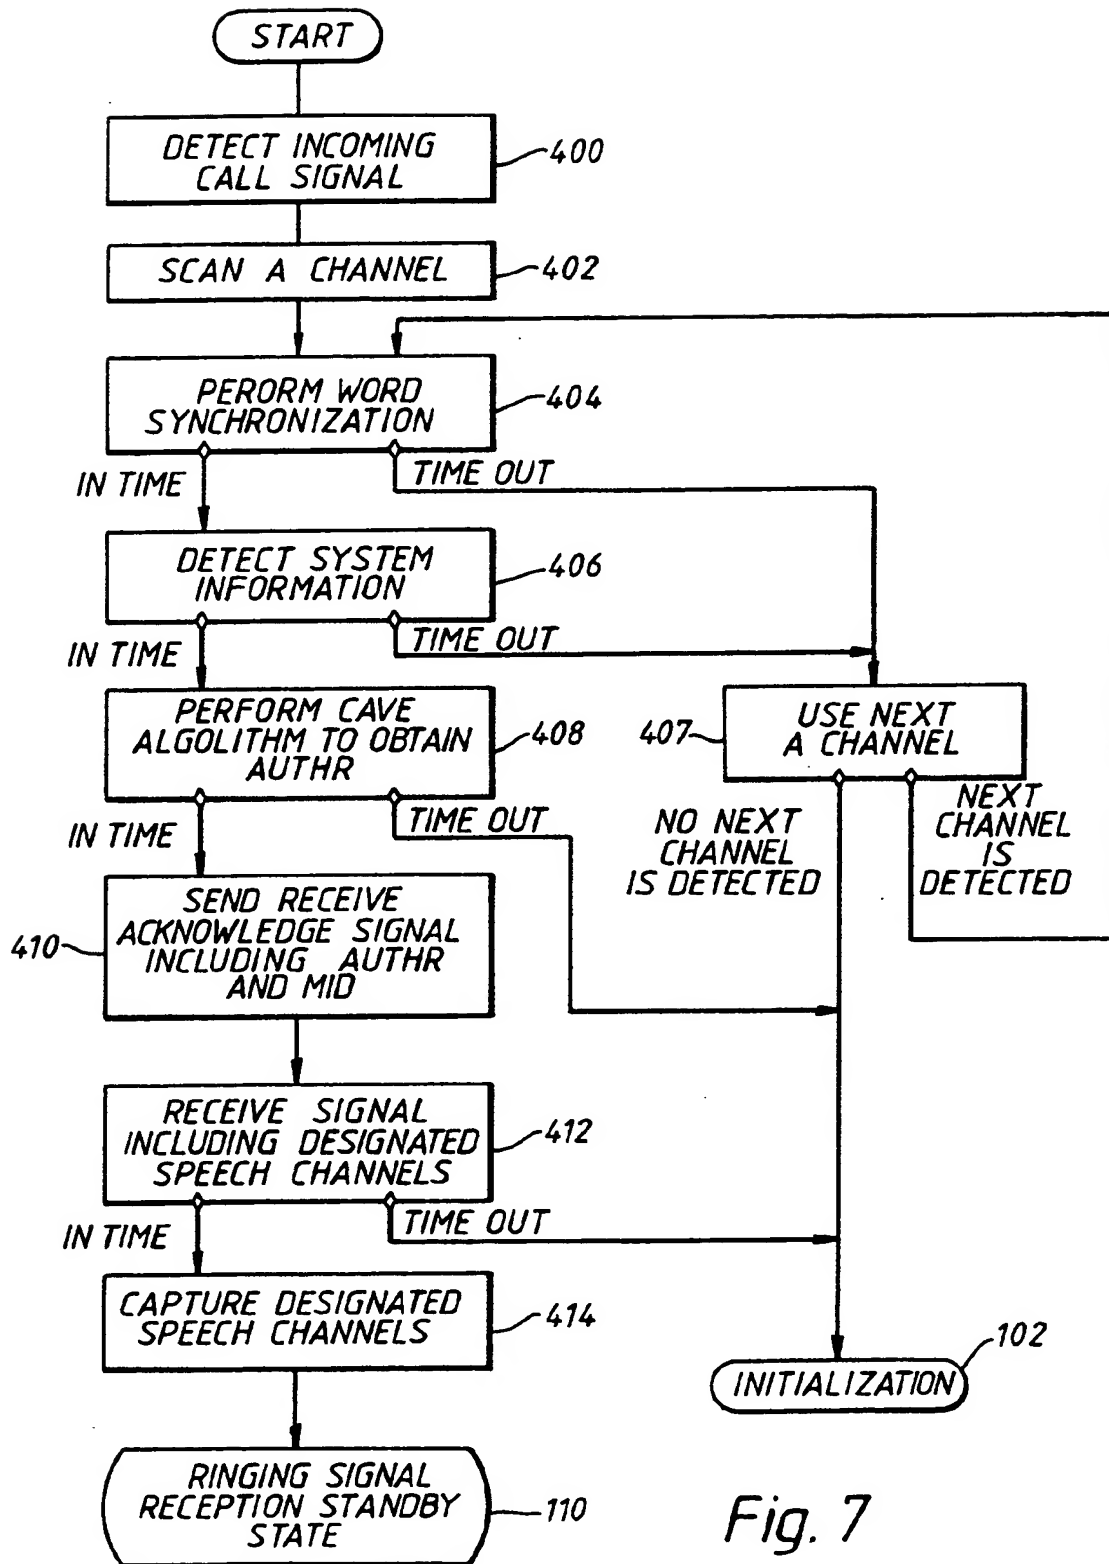 START
DETECT INCOMING
CALL SIGNAL
400
SCAN A CHANNEL
402
PERORM WORD
SYNCHRONIZATION
404
IN TIME
TIME OUT
DETECT SYSTEM
INFORMATION
406
IN TIME
TIME OUT
PERFORM CAVE
ALGOLITHM TO OBTAIN
AUTHR
408
USE NEXT
A CHANNEL
407
IN TIME
TIME OUT
NO NEXT
CHANNEL
IS DETECTED
NEXT
CHANNEL
IS
DETECTED
SEND RECEIVE
ACKNOWLEDGE SIGNAL
INCLUDING AUTHR
AND MID
410
RECEIVE SIGNAL
INCLUDING DESIGNATED
SPEECH CHANNELS
412
IN TIME
TIME OUT
CAPTURE DESIGNATED
SPEECH CHANNELS
414
INITIALIZATION
102
RINGING SIGNAL
RECEPTION STANDBY
STATE
110
Fig. 7